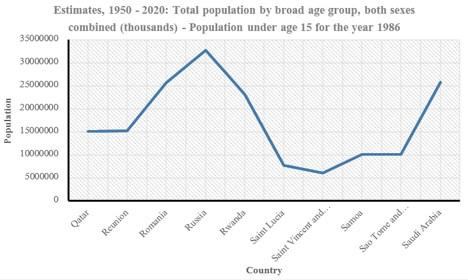 Estimates, 1950 - 2020: Total population by broad age group, both sexes
combined (thousands) - Population under age 15 for the year 1986
35000000
30000000
25000000
20000000
15000000
10000000
5000000
0
Population
Qatar
Reunion
Romania
Russia
Rwanda
Saint Lucia
Saint Vincent and…
Samoa
Sao Tome and…
Saudi Arabia
Country